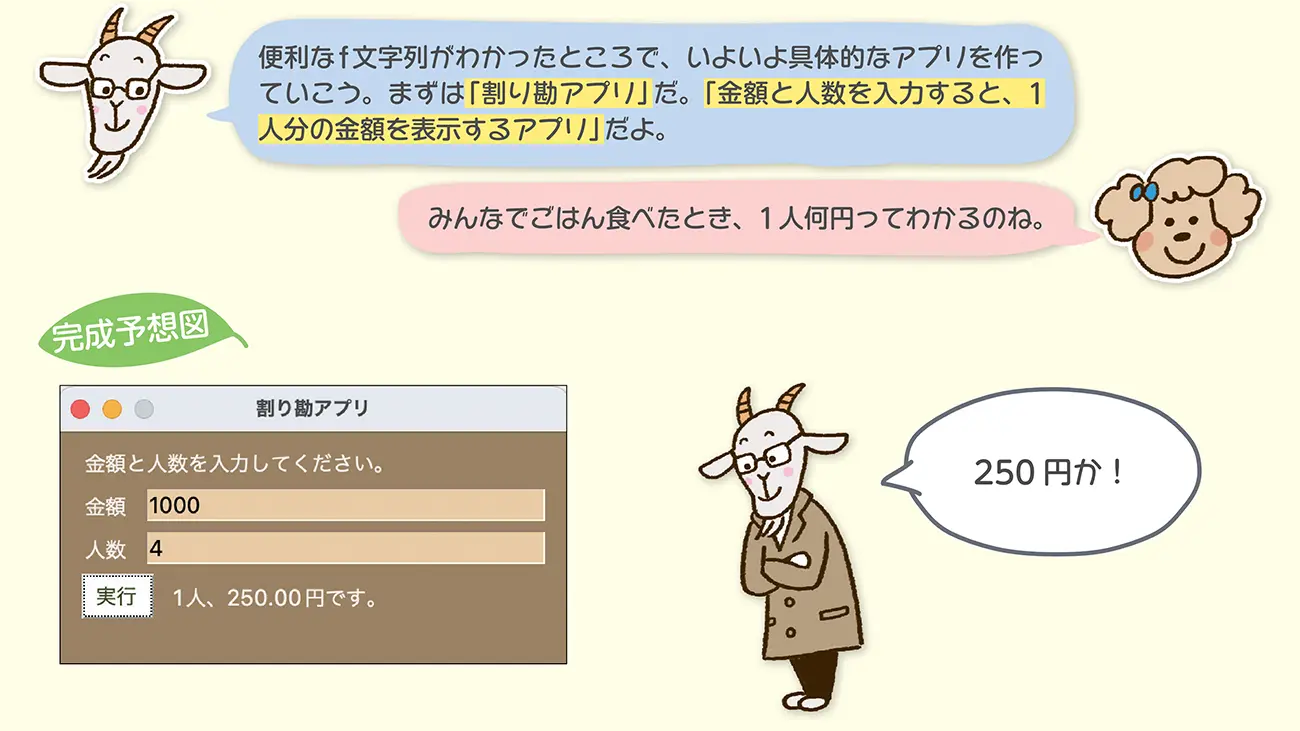 便利なf文字列がわかったところで、いよいよ具体的なアプリを作っ
ていこう。まずは「割り勘アプリ」だ。「金額と人数を入力すると、1
人分の金額を表示するアプリ」だよ。
みんなでごはん食べたとき、1人何円ってわかるのね。
完成予想図
割り勘アプリ
金額と人数を入力してください。
金額 1000
人数 4
実行 1人、250.00円です。
250円か！